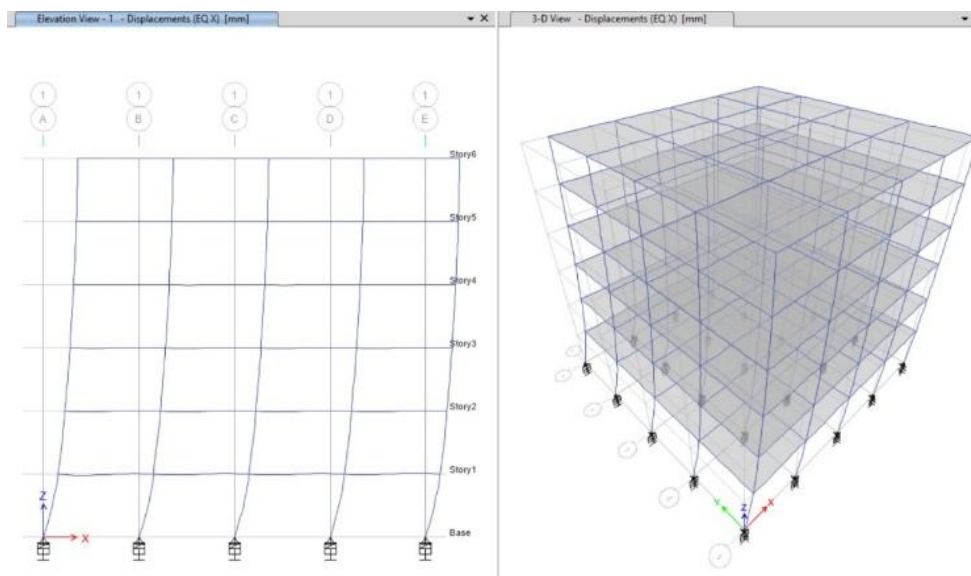 Elevation View - 1 - Displacements (EQ X) [mm]
3-D View - Displacements (EQ X) [mm]
1 1 1 1 1
A B C D E
Story6
Story5
Story4
Story3
Story2
Story1
Base
Z
X
Y
Z
X